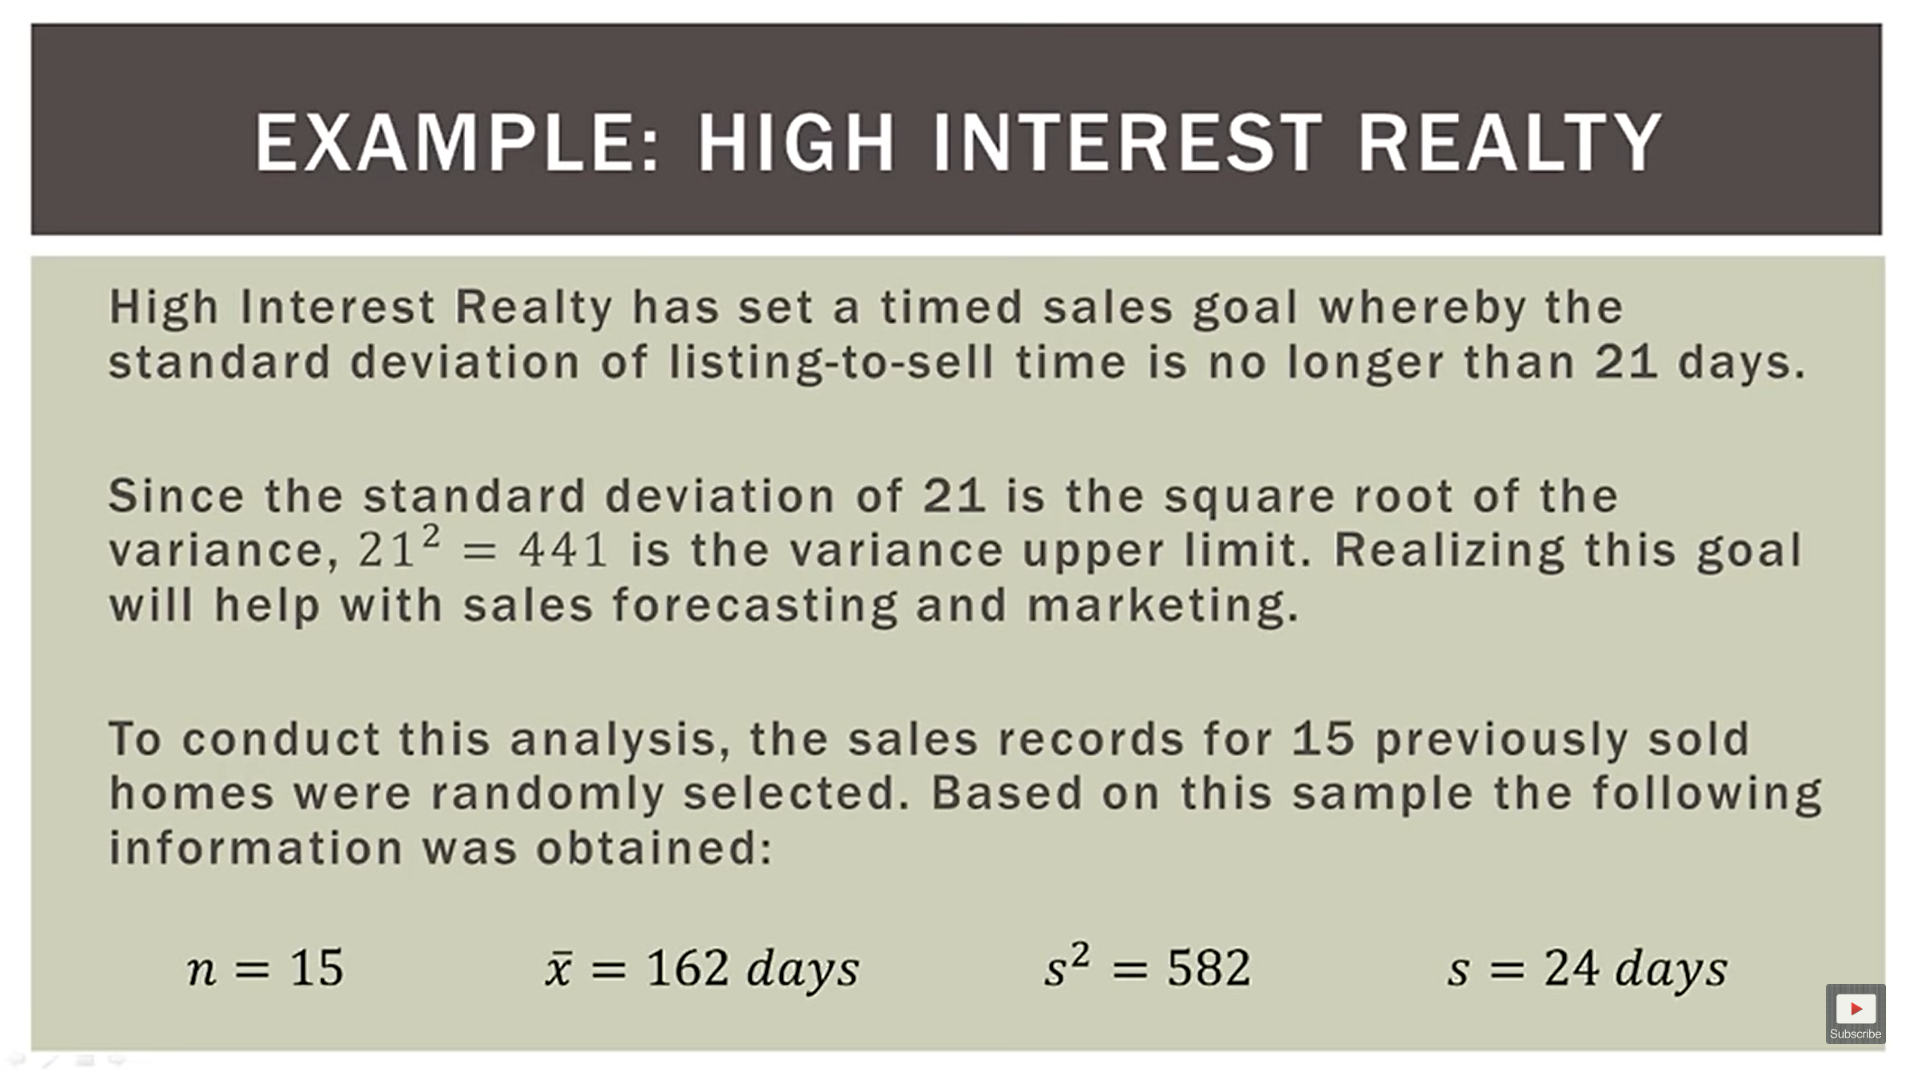 EXAMPLE: HIGH INTEREST REALTY
High Interest Realty has set a timed sales goal whereby the
standard deviation of listing-to-sell time is no longer than 21 days.
Since the standard deviation of 21 is the square root of the
variance, 21² = 441 is the variance upper limit. Realizing this goal
will help with sales forecasting and marketing.
To conduct this analysis, the sales records for 15 previously sold
homes were randomly selected. Based on this sample the following
information was obtained:
n = 15 x̄ = 162 days s² = 582 s = 24 days
Subscribe